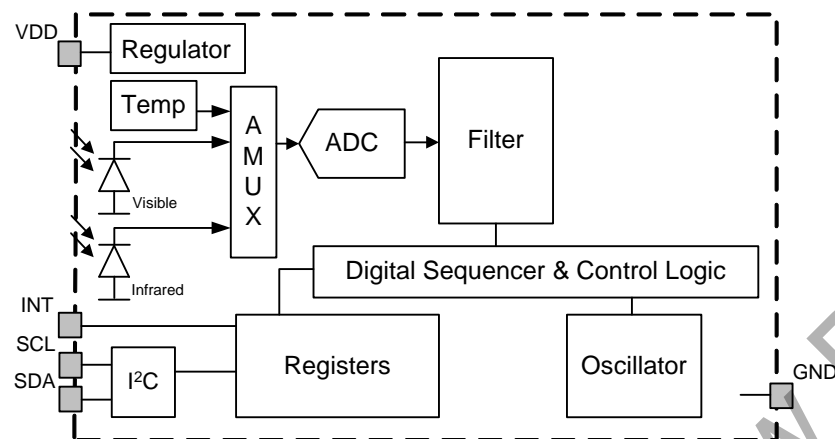 VDD
Regulator
Temp
A
M
U
X
ADC
Filter
Visible
Infrared
Digital Sequencer & Control Logic
INT
SCL
SDA
I²C
Registers
Oscillator
GND